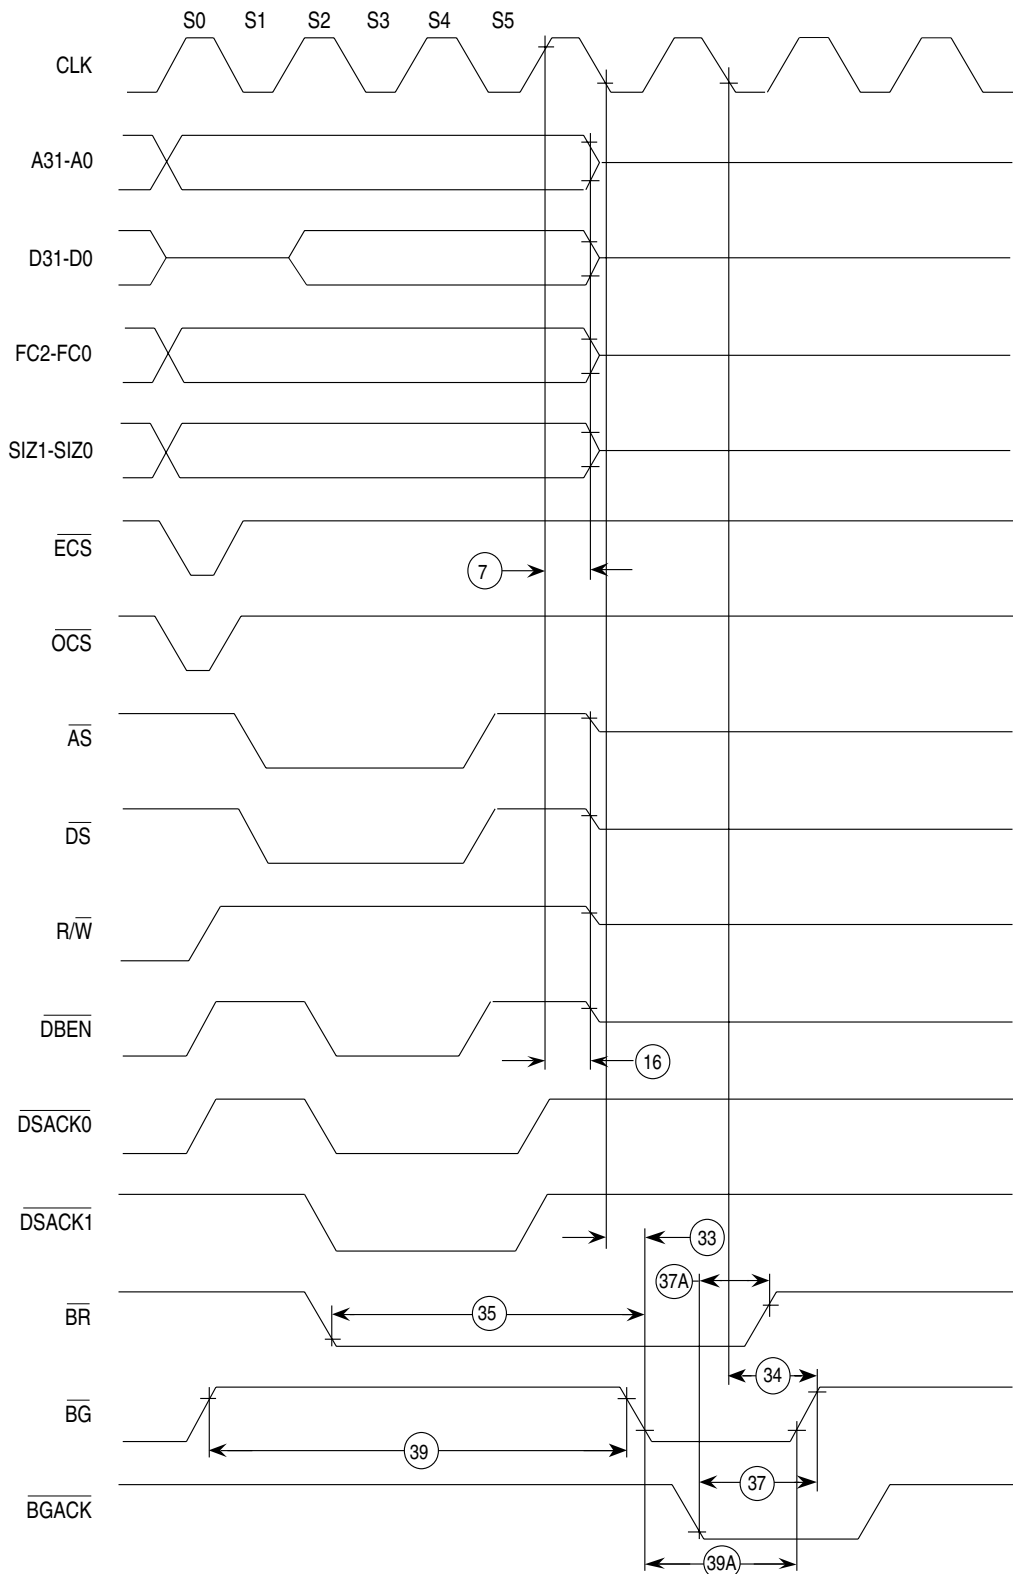 S0 S1 S2 S3 S4 S5
CLK
A31-A0
D31-D0
FC2-FC0
SIZ1-SIZ0
ECS
7
OCS
AS
DS
R/W
DBEN
16
DSACK0
DSACK1
33
37A
BR
35
34
BG
39
37
BGACK
39A